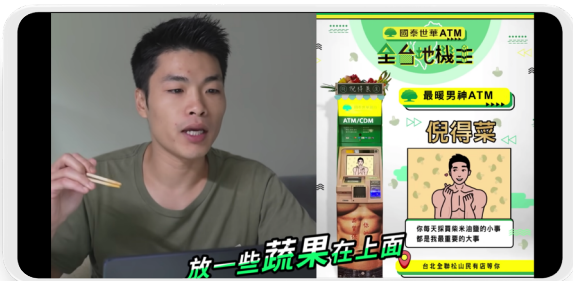 國泰世華ATM
全台地機主
倪得菜
ATM/CDM
最暖男神ATM
倪得菜
你每天採買柴米油鹽的小事
都是我最重要的大事
台北全聯松山民有店等你
放一些蔬果在上面